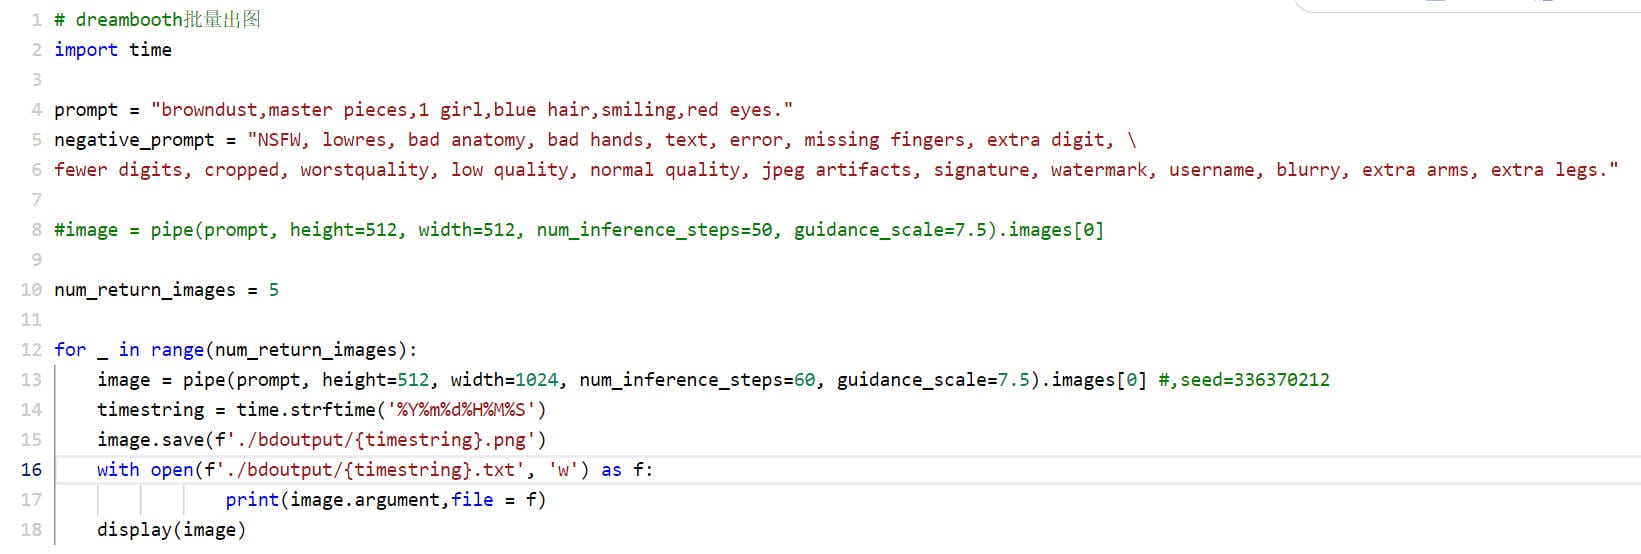 1 # dreambooth批量出图
2 import time
3
4 prompt = "browndust,master pieces,1 girl,blue hair,smiling,red eyes."
5 negative_prompt = "NSFW, lowres, bad anatomy, bad hands, text, error, missing fingers, extra digit, \
6 fewer digits, cropped, worstquality, low quality, normal quality, jpeg artifacts, signature, watermark, username, blurry, extra arms, extra legs."
7
8 #image = pipe(prompt, height=512, width=512, num_inference_steps=50, guidance_scale=7.5).images[0]
9
10 num_return_images = 5
11
12 for _ in range(num_return_images):
13     image = pipe(prompt, height=512, width=1024, num_inference_steps=60, guidance_scale=7.5).images[0] #,seed=336370212
14     timestring = time.strftime('%Y%m%d%H%M%S')
15     image.save(f'./bdoutput/{timestring}.png')
16     with open(f'./bdoutput/{timestring}.txt', 'w') as f:
17                 print(image.argument,file = f)
18     display(image)